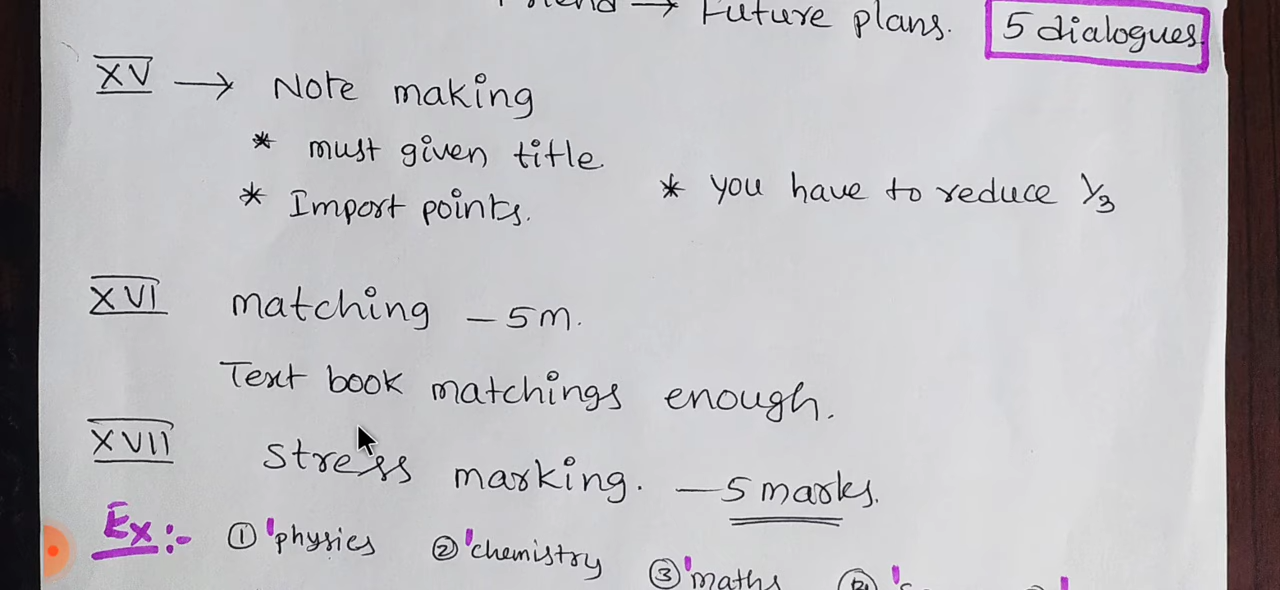 → Future plans. 5 dialogues
XV → Note making
* must given title
* Import points.
* you have to reduce 1/3
XVI matching - 5m.
Text book matchings enough.
XVII Stress marking. - 5 marks.
Ex:- ① 'physics ② 'chemistry ③ 'maths